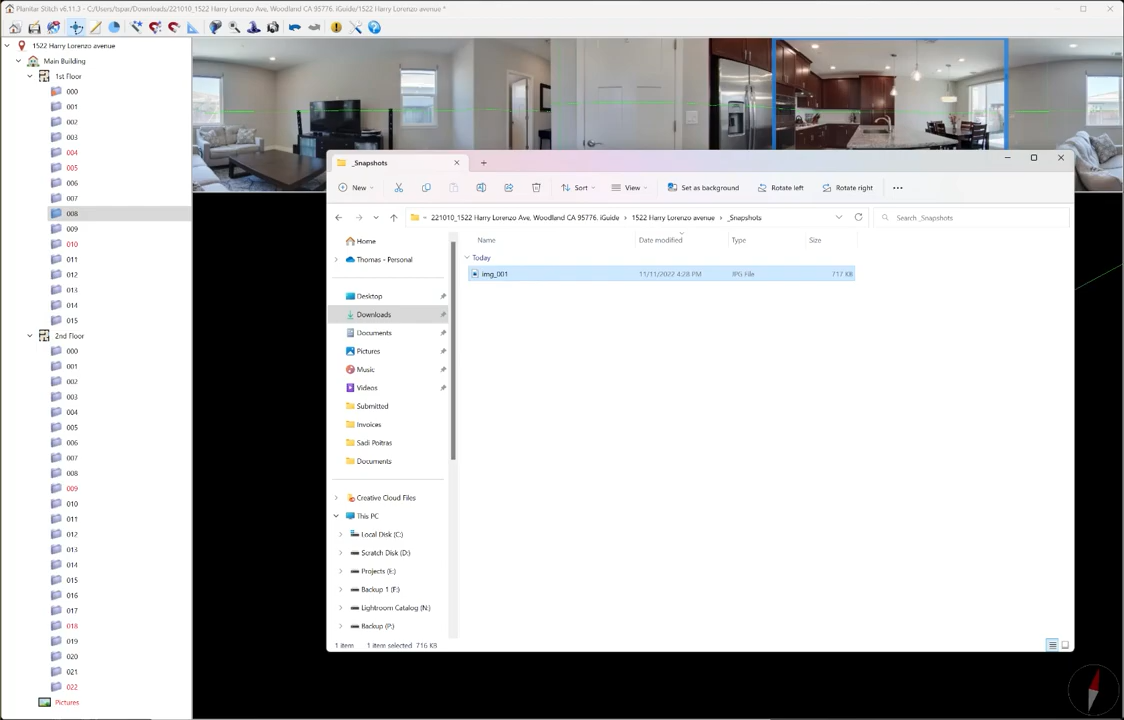 Planitar Stitch v6.11.3 - C:/Users/tspar/Downloads/221010_1522 Harry Lorenzo Ave, Woodland CA 95776. iGuide/1522 Harry Lorenzo avenue *
1522 Harry Lorenzo avenue
Main Building
1st Floor
000
001
002
003
004
005
006
007
008
009
010
011
012
013
014
015
2nd Floor
000
001
002
003
004
005
006
007
008
009
010
011
012
013
014
015
016
017
018
019
020
021
022
Pictures
_Snapshots
New
Sort
View
Set as background
Rotate left
Rotate right
221010_1522 Harry Lorenzo Ave, Woodland CA 95776. iGuide > 1522 Harry Lorenzo avenue > _Snapshots
Search _Snapshots
Home
Thomas - Personal
Desktop
Downloads
Documents
Pictures
Music
Videos
Submitted
Invoices
Sadi Poitras
Documents
Creative Cloud Files
This PC
Local Disk (C:)
Scratch Disk (D:)
Projects (E:)
Backup 1 (F:)
Lightroom Catalog (N:)
Backup (P:)
Name Date modified Type Size
Today
img_001 11/11/2022 4:28 PM JPG File 717 KB
1 item 1 item selected 716 KB